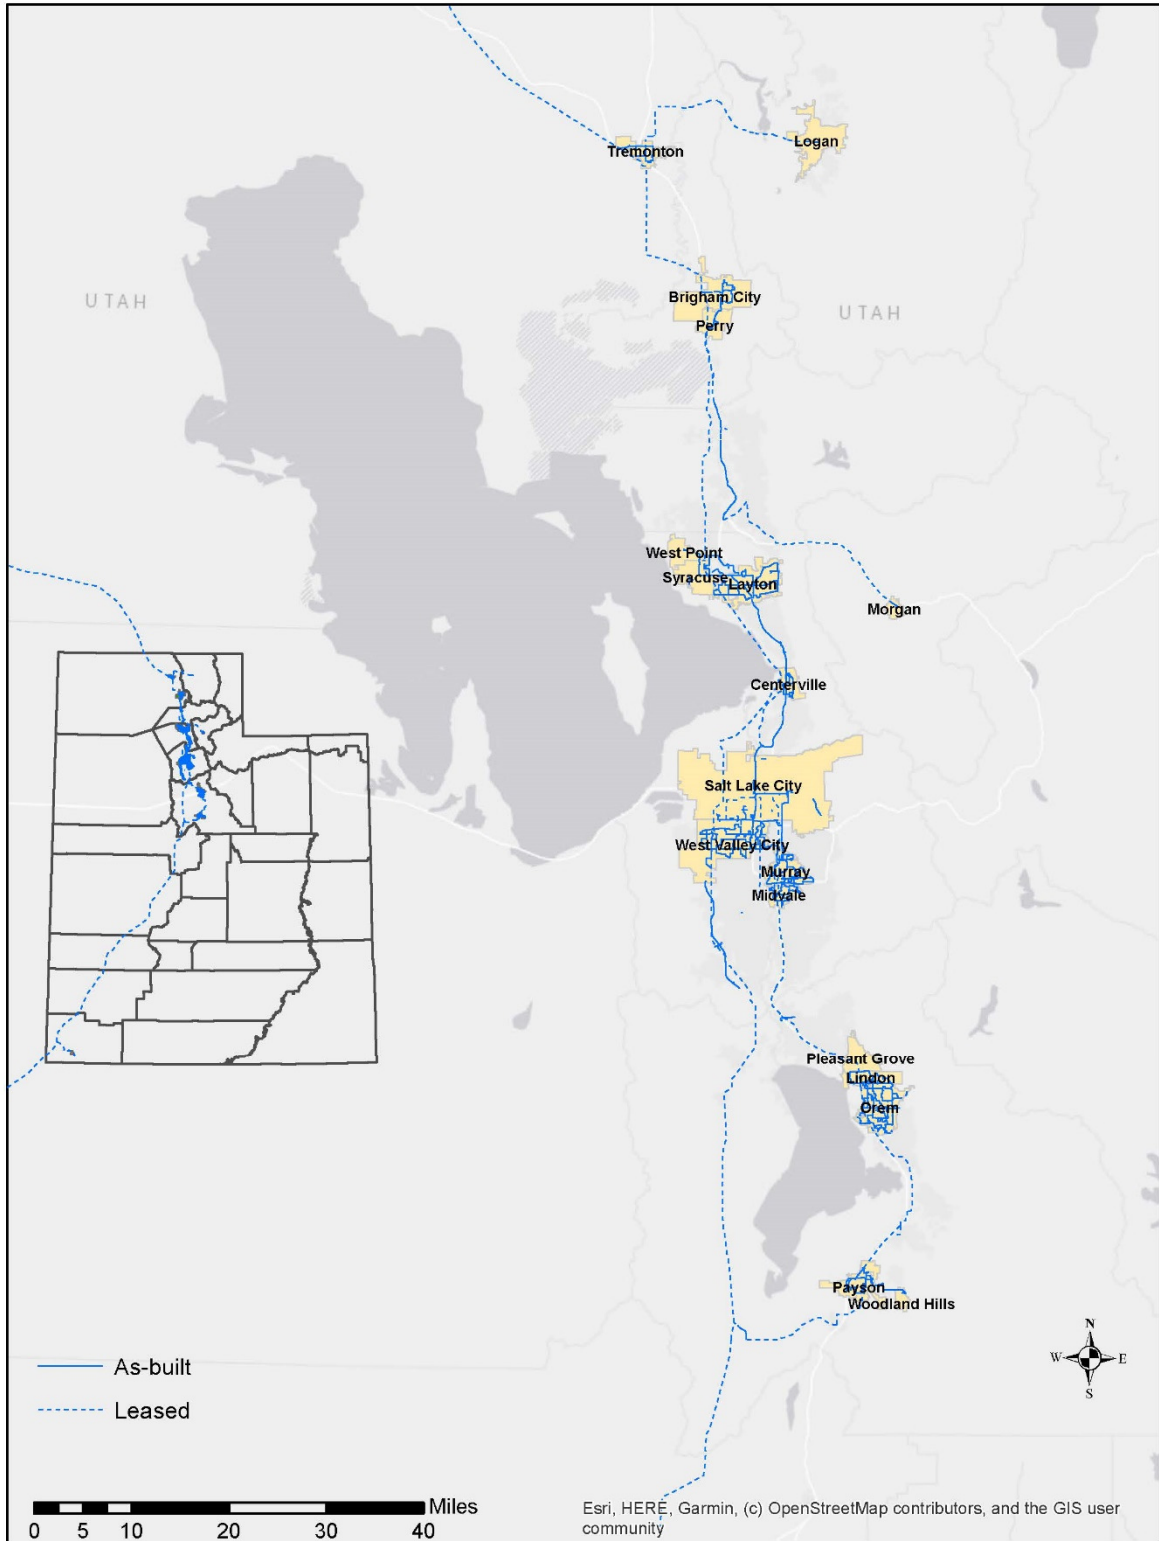 Logan
Tremonton
UTAH
Brigham City
UTAH
Perry
West Point
Syracuse
Layton
Morgan
Centerville
Salt Lake City
West Valley City
Murray
Midvale
Pleasant Grove
Lindon
Orem
Payson
Woodland Hills
N
W E
S
As-built
Leased
Miles
0 5 10 20 30 40
Esri, HERE, Garmin, (c) OpenStreetMap contributors, and the GIS user
community